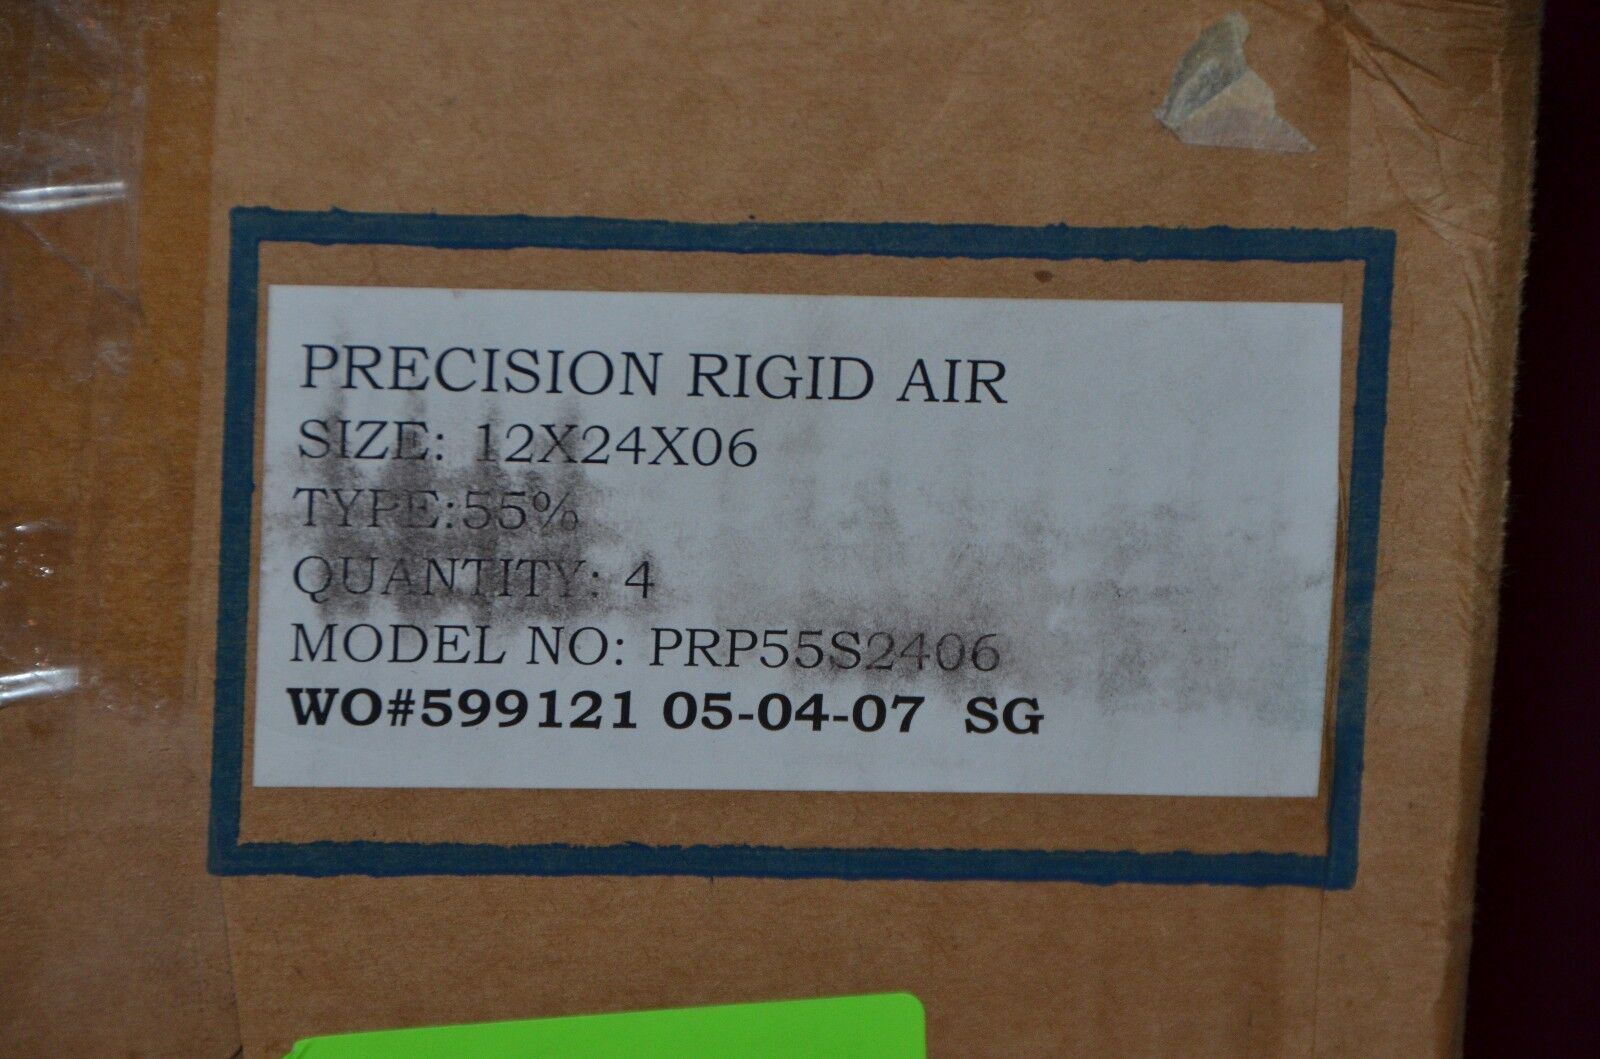 PRECISION RIGID AIR
SIZE: 12X24X06
TYPE:55%
QUANTITY: 4
MODEL NO: PRP55S2406
WO#599121 05-04-07 SG